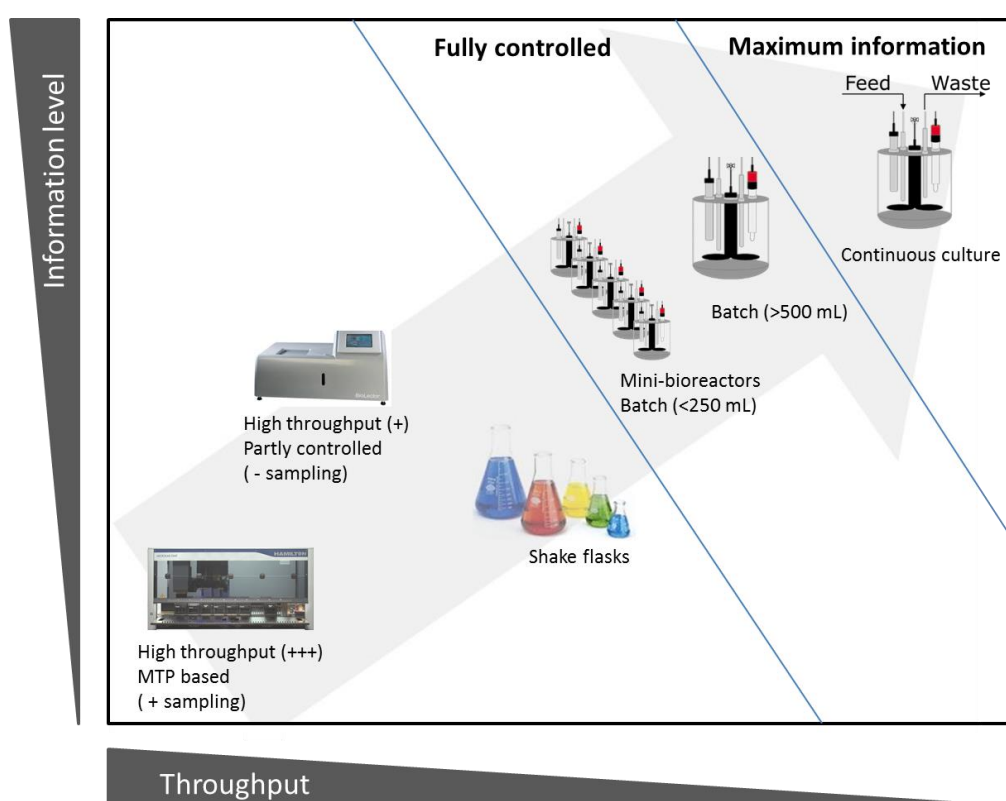 Information level
Fully controlled
Maximum information
Feed
Waste
Continuous culture
Batch (>500 mL)
Mini-bioreactors
Batch (<250 mL)
High throughput (+)
Partly controlled
( - sampling)
Shake flasks
HAMILTON
High throughput (+++)
MTP based
( + sampling)
Throughput